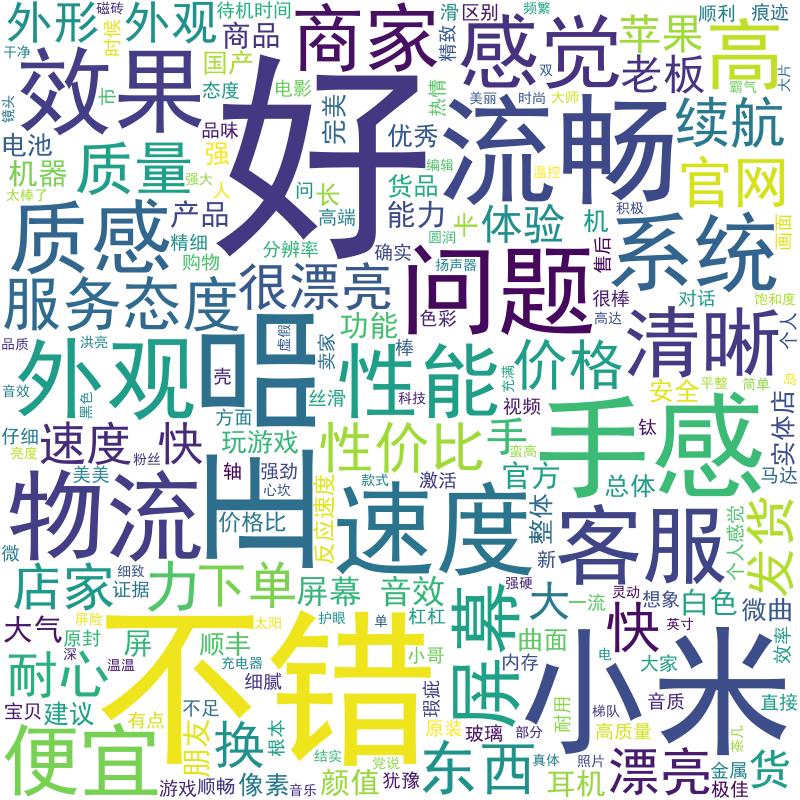 外形
外观
待机时间
磁砖
时候
商品
商家
精致
滑
区别
感觉
频繁
苹果
顺利
痕迹
高
干净
效果
国产
态度
电影
完美
热情
双
老板
大片
镜头
市
好
品味
优秀
美丽
时尚
大师
霸气
流畅
续航
电池
质量
强
机器
强大
人
太棒了
问
长
货品
编辑
温控
官网
质感
产品
高端
能力
半
体验
机
积极
画面
精细
购物
分辨率
确实
圆润
扬声器
售后
系统
服务态度
很漂亮
问题
色彩
很棒
高达
对话
饱和度
个人
品质
洪亮
虚假
卖家
功能
棒
清晰
外观
壳
音效
黑色
品
方面
丝滑
性能
科技
充满
价格
安全
平整
简单
岛
仔细
亮度
速度
快
粉丝
玩游戏
性价比
视频
手
蛮高
手感
钛
马达
实体店
美美
轴
强劲
心坎
款式
激活
官方
总体
物流
正
价格比
反应速度
速度
整体
新
客服
个人感觉
发货
微
店家
细致
证据
力
下单
屏幕
音效
强硬
大
一流
灵动
想象
白色
微曲
大气
原封
屏
屏险
顺丰
太阳
护眼
单
杠杠
屏幕
曲面
快
英寸
效率
耐心
深
温温
不错
充电器
细腻
小哥
内存
电
大家
小米
宝贝
建议
有点
不足
瑕疵
耐用
梯队
音质
直接
便宜
朋友
换
根本
原装
玻璃
部分
高质量
茶几
结实
党说
东西
真体
照片
漂亮
金属
货
游戏
顺畅
像素
音乐
颜值
犹豫
耳机
极佳